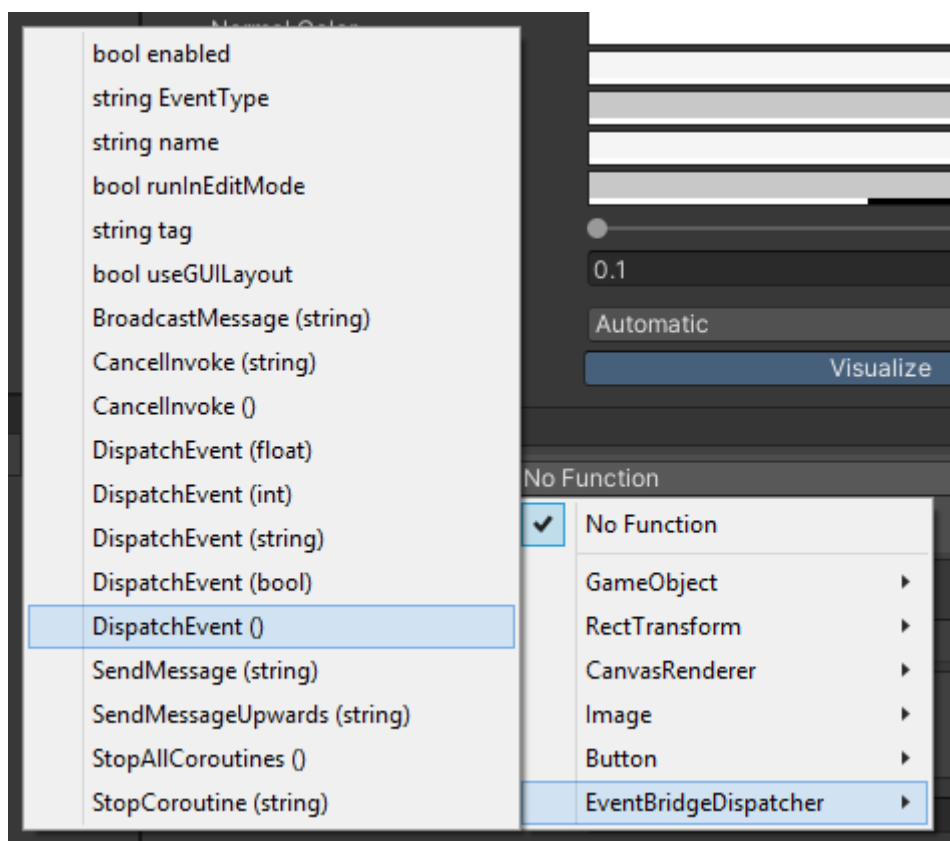 Normal Color
bool enabled
string EventType
string name
bool runInEditMode
string tag
bool useGUILayout
BroadcastMessage (string)
CancelInvoke (string)
CancelInvoke ()
DispatchEvent (float)
DispatchEvent (int)
DispatchEvent (string)
DispatchEvent (bool)
DispatchEvent ()
SendMessage (string)
SendMessageUpwards (string)
StopAllCoroutines ()
StopCoroutine (string)
0.1
Automatic
Visualize
No Function
No Function
GameObject
RectTransform
CanvasRenderer
Image
Button
EventBridgeDispatcher